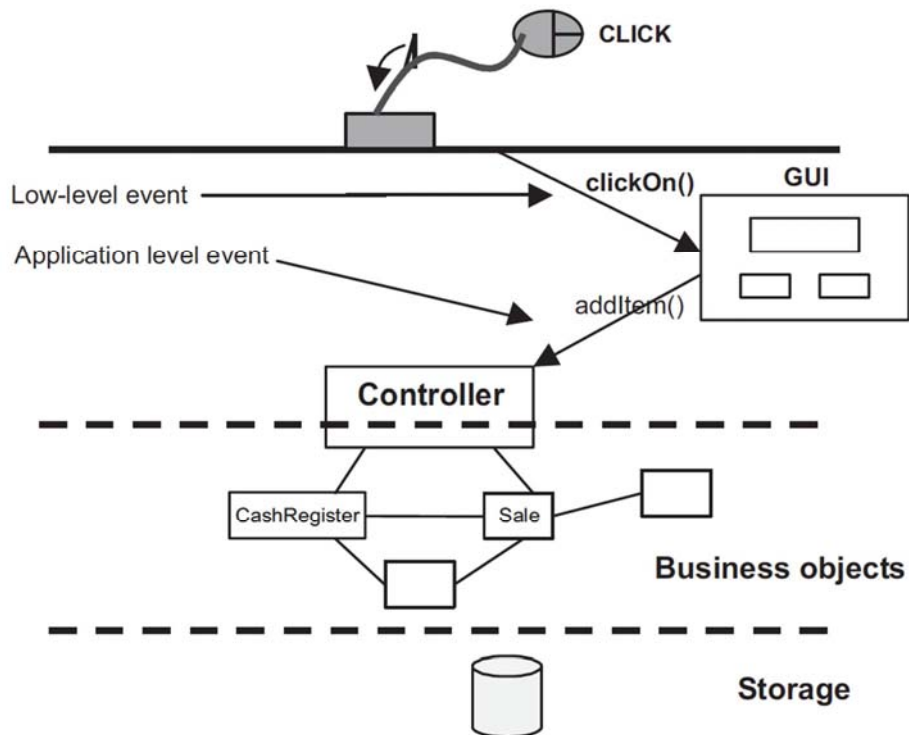 CLICK
Low-level event
clickOn()
GUI
Application level event
addItem()
Controller
CashRegister
Sale
Business objects
Storage